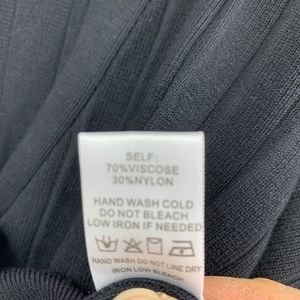 SELF:
70%VISCOSE
30%NYLON
HAND WASH COLD
DO NOT BLEACH
LOW IRON IF NEEDED
HAND WASH DO NOT LINE DRY
IRON LOW BLEACH